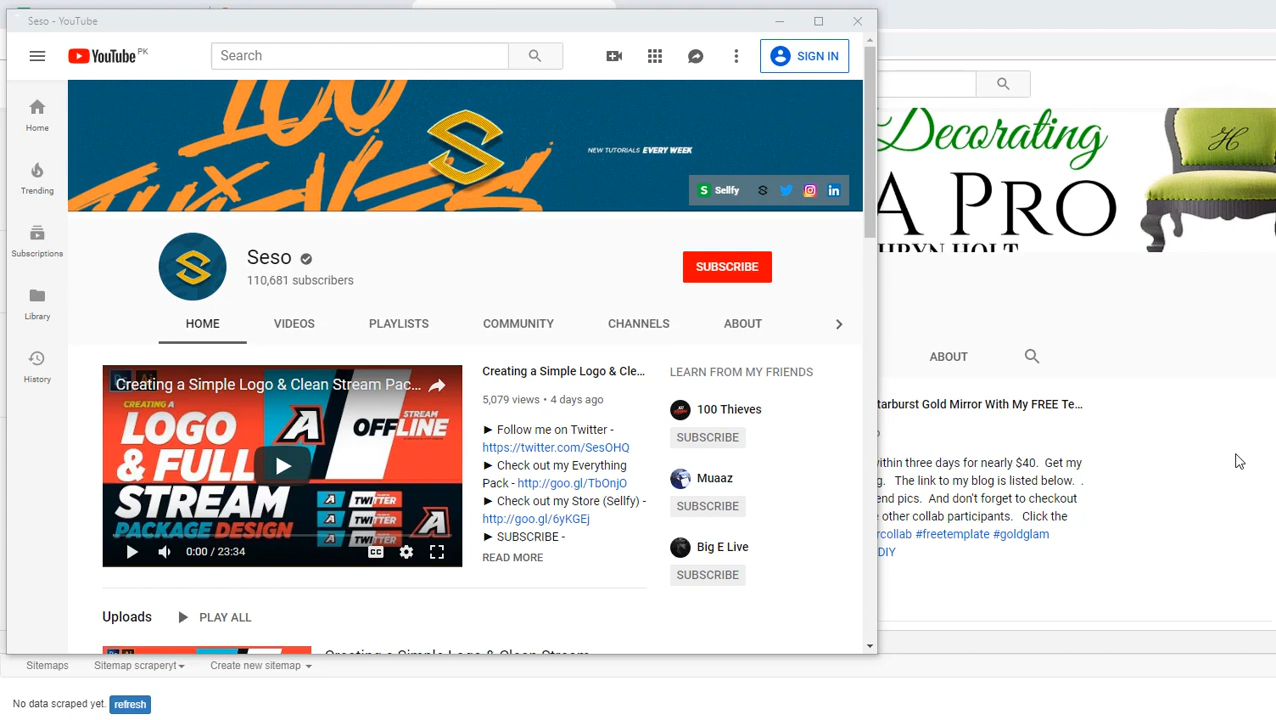 Seso - YouTube
YouTube PK
Search
SIGN IN
Home
Trending
Subscriptions
Library
History
NEW TUTORIALS EVERY WEEK
S Sellfy
Seso
110,681 subscribers
SUBSCRIBE
HOME
VIDEOS
PLAYLISTS
COMMUNITY
CHANNELS
ABOUT
Creating a Simple Logo & Clean Stream Pac...
CREATING A
LOGO
& FULL
STREAM
PACKAGE DESIGN
STREAM
OFFLINE
TWITTER
TWITTER
TWITTER
0:00 / 23:34
CC
Creating a Simple Logo & Cle...
5,079 views • 4 days ago
► Follow me on Twitter -
https://twitter.com/SesOHQ
► Check out my Everything
Pack - http://goo.gl/TbOnjO
► Check out my Store (Sellfy) -
http://goo.gl/6yKGEj
► SUBSCRIBE -
READ MORE
LEARN FROM MY FRIENDS
100 Thieves
SUBSCRIBE
Muaaz
SUBSCRIBE
Big E Live
SUBSCRIBE
Uploads
PLAY ALL
Creating a Simple Logo & Clean Stream
Decorating
A PRO
HRYN HOLT
H
ABOUT
tarburst Gold Mirror With My FREE Te...
within three days for nearly $40. Get my
g. The link to my blog is listed below. .
end pics. And don't forget to checkout
e other collab participants. Click the
rcollab #freetemplate #goldglam
DIY
Sitemaps
Sitemap scraperyt
Create new sitemap
No data scraped yet. refresh